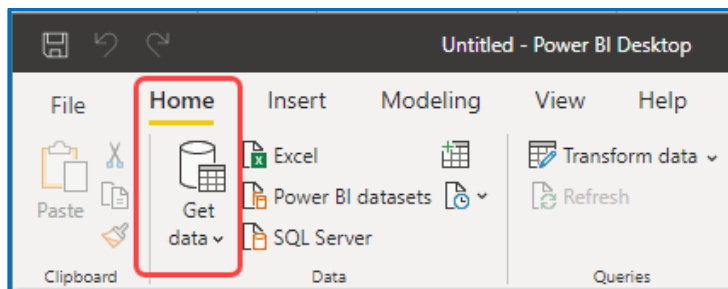 Untitled - Power BI Desktop
File Home Insert Modeling View Help
Paste
Get
data
Excel
Power BI datasets
SQL Server
Transform data
Refresh
Clipboard Data Queries